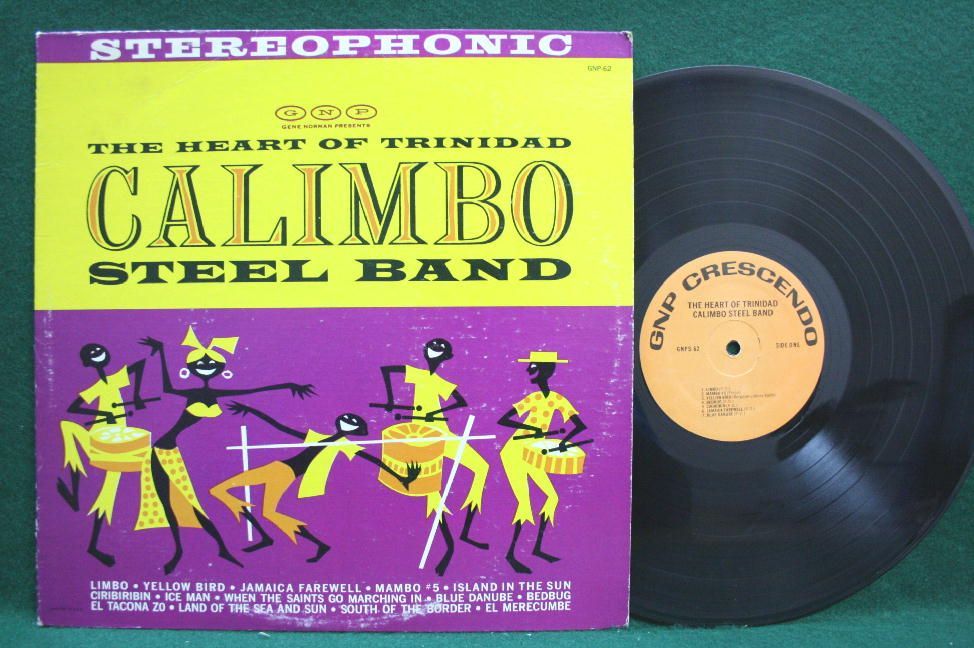 STEREOPHONIC
GNP-62
G N P
GENE NORMAN PRESENTS
THE HEART OF TRINIDAD
CALIMBO
STEEL BAND
LIMBO • YELLOW BIRD • JAMAICA FAREWELL • MAMBO #5 • ISLAND IN THE SUN
CIRIBIRIBIN • ICE MAN • WHEN THE SAINTS GO MARCHING IN • BLUE DANUBE • BEDBUG
EL TACONA ZO • LAND OF THE SEA AND SUN • SOUTH OF THE BORDER • EL MERECUMBE
GNP CRESCENDO
THE HEART OF TRINIDAD
CALIMBO STEEL BAND
GNPS 62 SIDE ONE